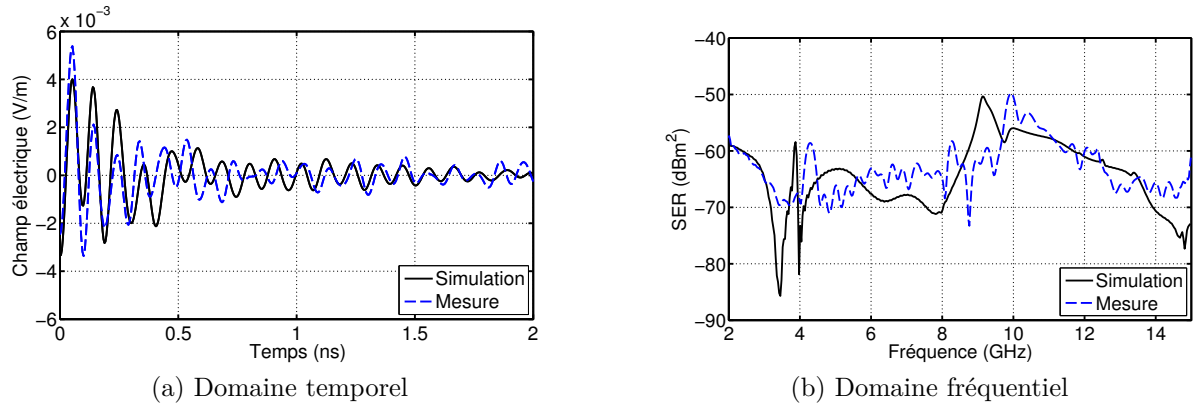 6 x 10⁻³
4
2
0
−2
−4
−6
Champ électrique (V/m)
0 0.5 1 1.5 2
Temps (ns)
Simulation
Mesure
(a) Domaine temporel
−40
−50
−60
−70
−80
−90
SER (dBm²)
2 4 6 8 10 12 14
Fréquence (GHz)
Simulation
Mesure
(b) Domaine fréquentiel